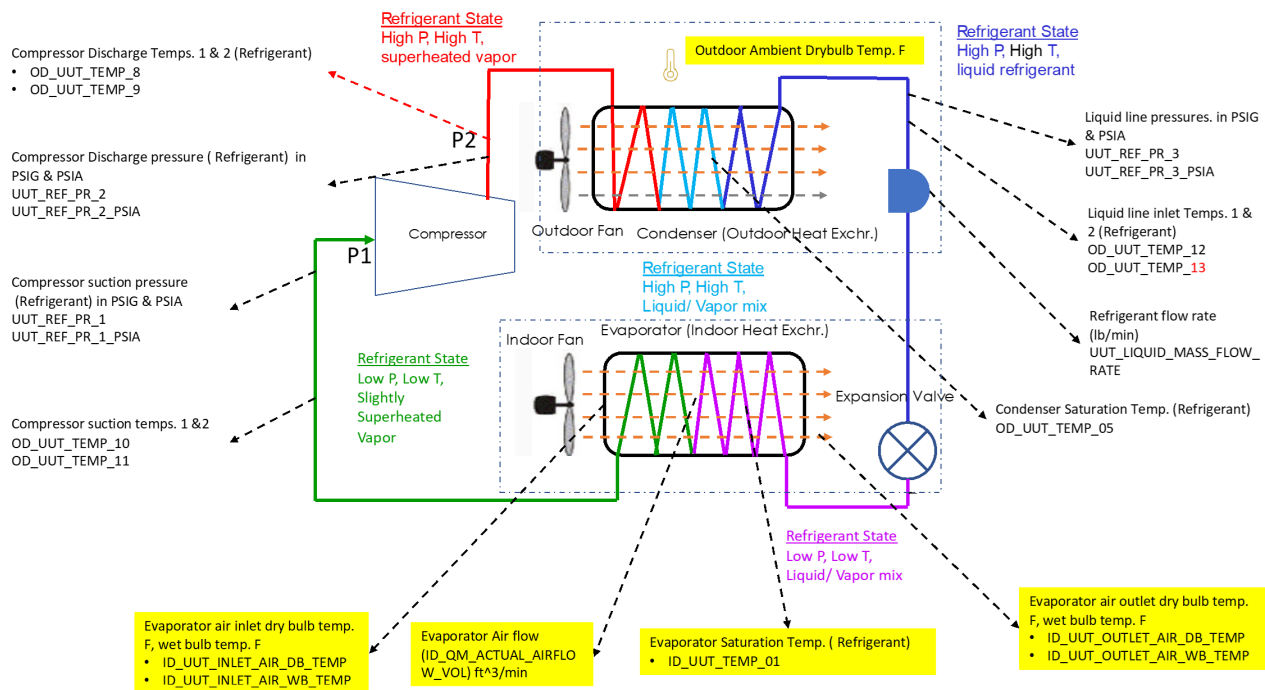 Refrigerant State
High P, High T,
superheated vapor
Outdoor Ambient Drybulb Temp. F
Refrigerant State
High P, High T,
liquid refrigerant
Compressor Discharge Temps. 1 & 2 (Refrigerant)
• OD_UUT_TEMP_8
• OD_UUT_TEMP_9
P2
Compressor Discharge pressure ( Refrigerant) in
PSIG & PSIA
UUT_REF_PR_2
UUT_REF_PR_2_PSIA
Liquid line pressures. in PSIG
& PSIA
UUT_REF_PR_3
UUT_REF_PR_3_PSIA
Compressor
Outdoor Fan
Condenser (Outdoor Heat Exchr.)
P1
Liquid line inlet Temps. 1 &
2 (Refrigerant)
OD_UUT_TEMP_12
OD_UUT_TEMP_13
Compressor suction pressure
(Refrigerant) in PSIG & PSIA
UUT_REF_PR_1
UUT_REF_PR_1_PSIA
Refrigerant State
High P, High T,
Liquid/ Vapor mix
Refrigerant flow rate
(lb/min)
UUT_LIQUID_MASS_FLOW_
RATE
Indoor Fan
Evaporator (Indoor Heat Exchr.)
Refrigerant State
Low P, Low T,
Slightly
Superheated
Vapor
Expansion Valve
Condenser Saturation Temp. (Refrigerant)
OD_UUT_TEMP_05
Compressor suction temps. 1 &2
OD_UUT_TEMP_10
OD_UUT_TEMP_11
Refrigerant State
Low P, Low T,
Liquid/ Vapor mix
Evaporator air inlet dry bulb temp.
F, wet bulb temp. F
• ID_UUT_INLET_AIR_DB_TEMP
• ID_UUT_INLET_AIR_WB_TEMP
Evaporator Air flow
(ID_QM_ACTUAL_AIRFLO
W_VOL) ft^3/min
Evaporator Saturation Temp. ( Refrigerant)
• ID_UUT_TEMP_01
Evaporator air outlet dry bulb temp.
F, wet bulb temp. F
• ID_UUT_OUTLET_AIR_DB_TEMP
• ID_UUT_OUTLET_AIR_WB_TEMP